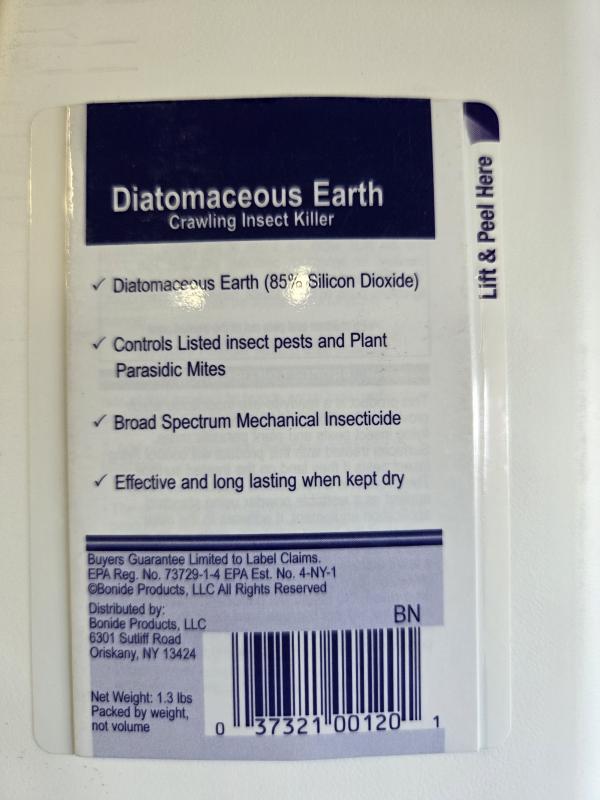 Diatomaceous Earth
Crawling Insect Killer
Lift & Peel Here
✓ Diatomaceous Earth (85% Silicon Dioxide)
✓ Controls Listed insect pests and Plant
Parasidic Mites
✓ Broad Spectrum Mechanical Insecticide
✓ Effective and long lasting when kept dry
Buyers Guarantee Limited to Label Claims.
EPA Reg. No. 73729-1-4 EPA Est. No. 4-NY-1
©Bonide Products, LLC All Rights Reserved
Distributed by:
Bonide Products, LLC
6301 Sutliff Road
Oriskany, NY 13424
Net Weight: 1.3 lbs
Packed by weight,
not volume
BN
0 37321 00120 1